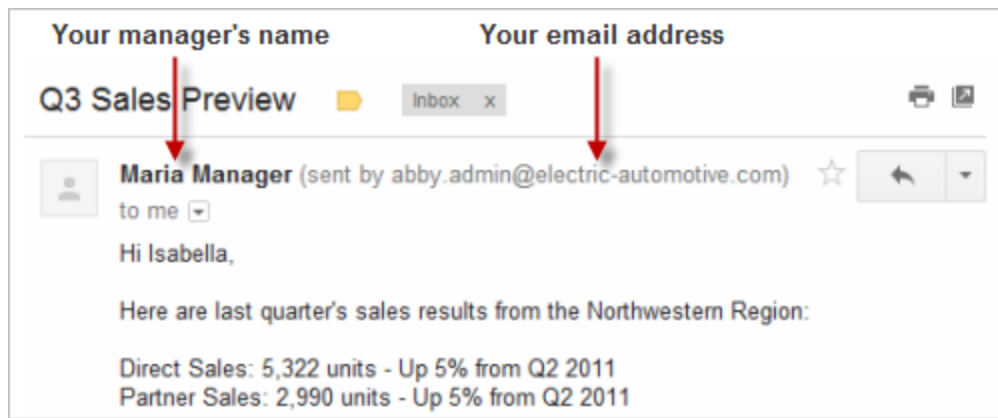 Your manager's name Your email address
Q3 Sales Preview Inbox x
Maria Manager (sent by abby.admin@electric-automotive.com)
to me
Hi Isabella,
Here are last quarter's sales results from the Northwestern Region:
Direct Sales: 5,322 units - Up 5% from Q2 2011
Partner Sales: 2,990 units - Up 5% from Q2 2011